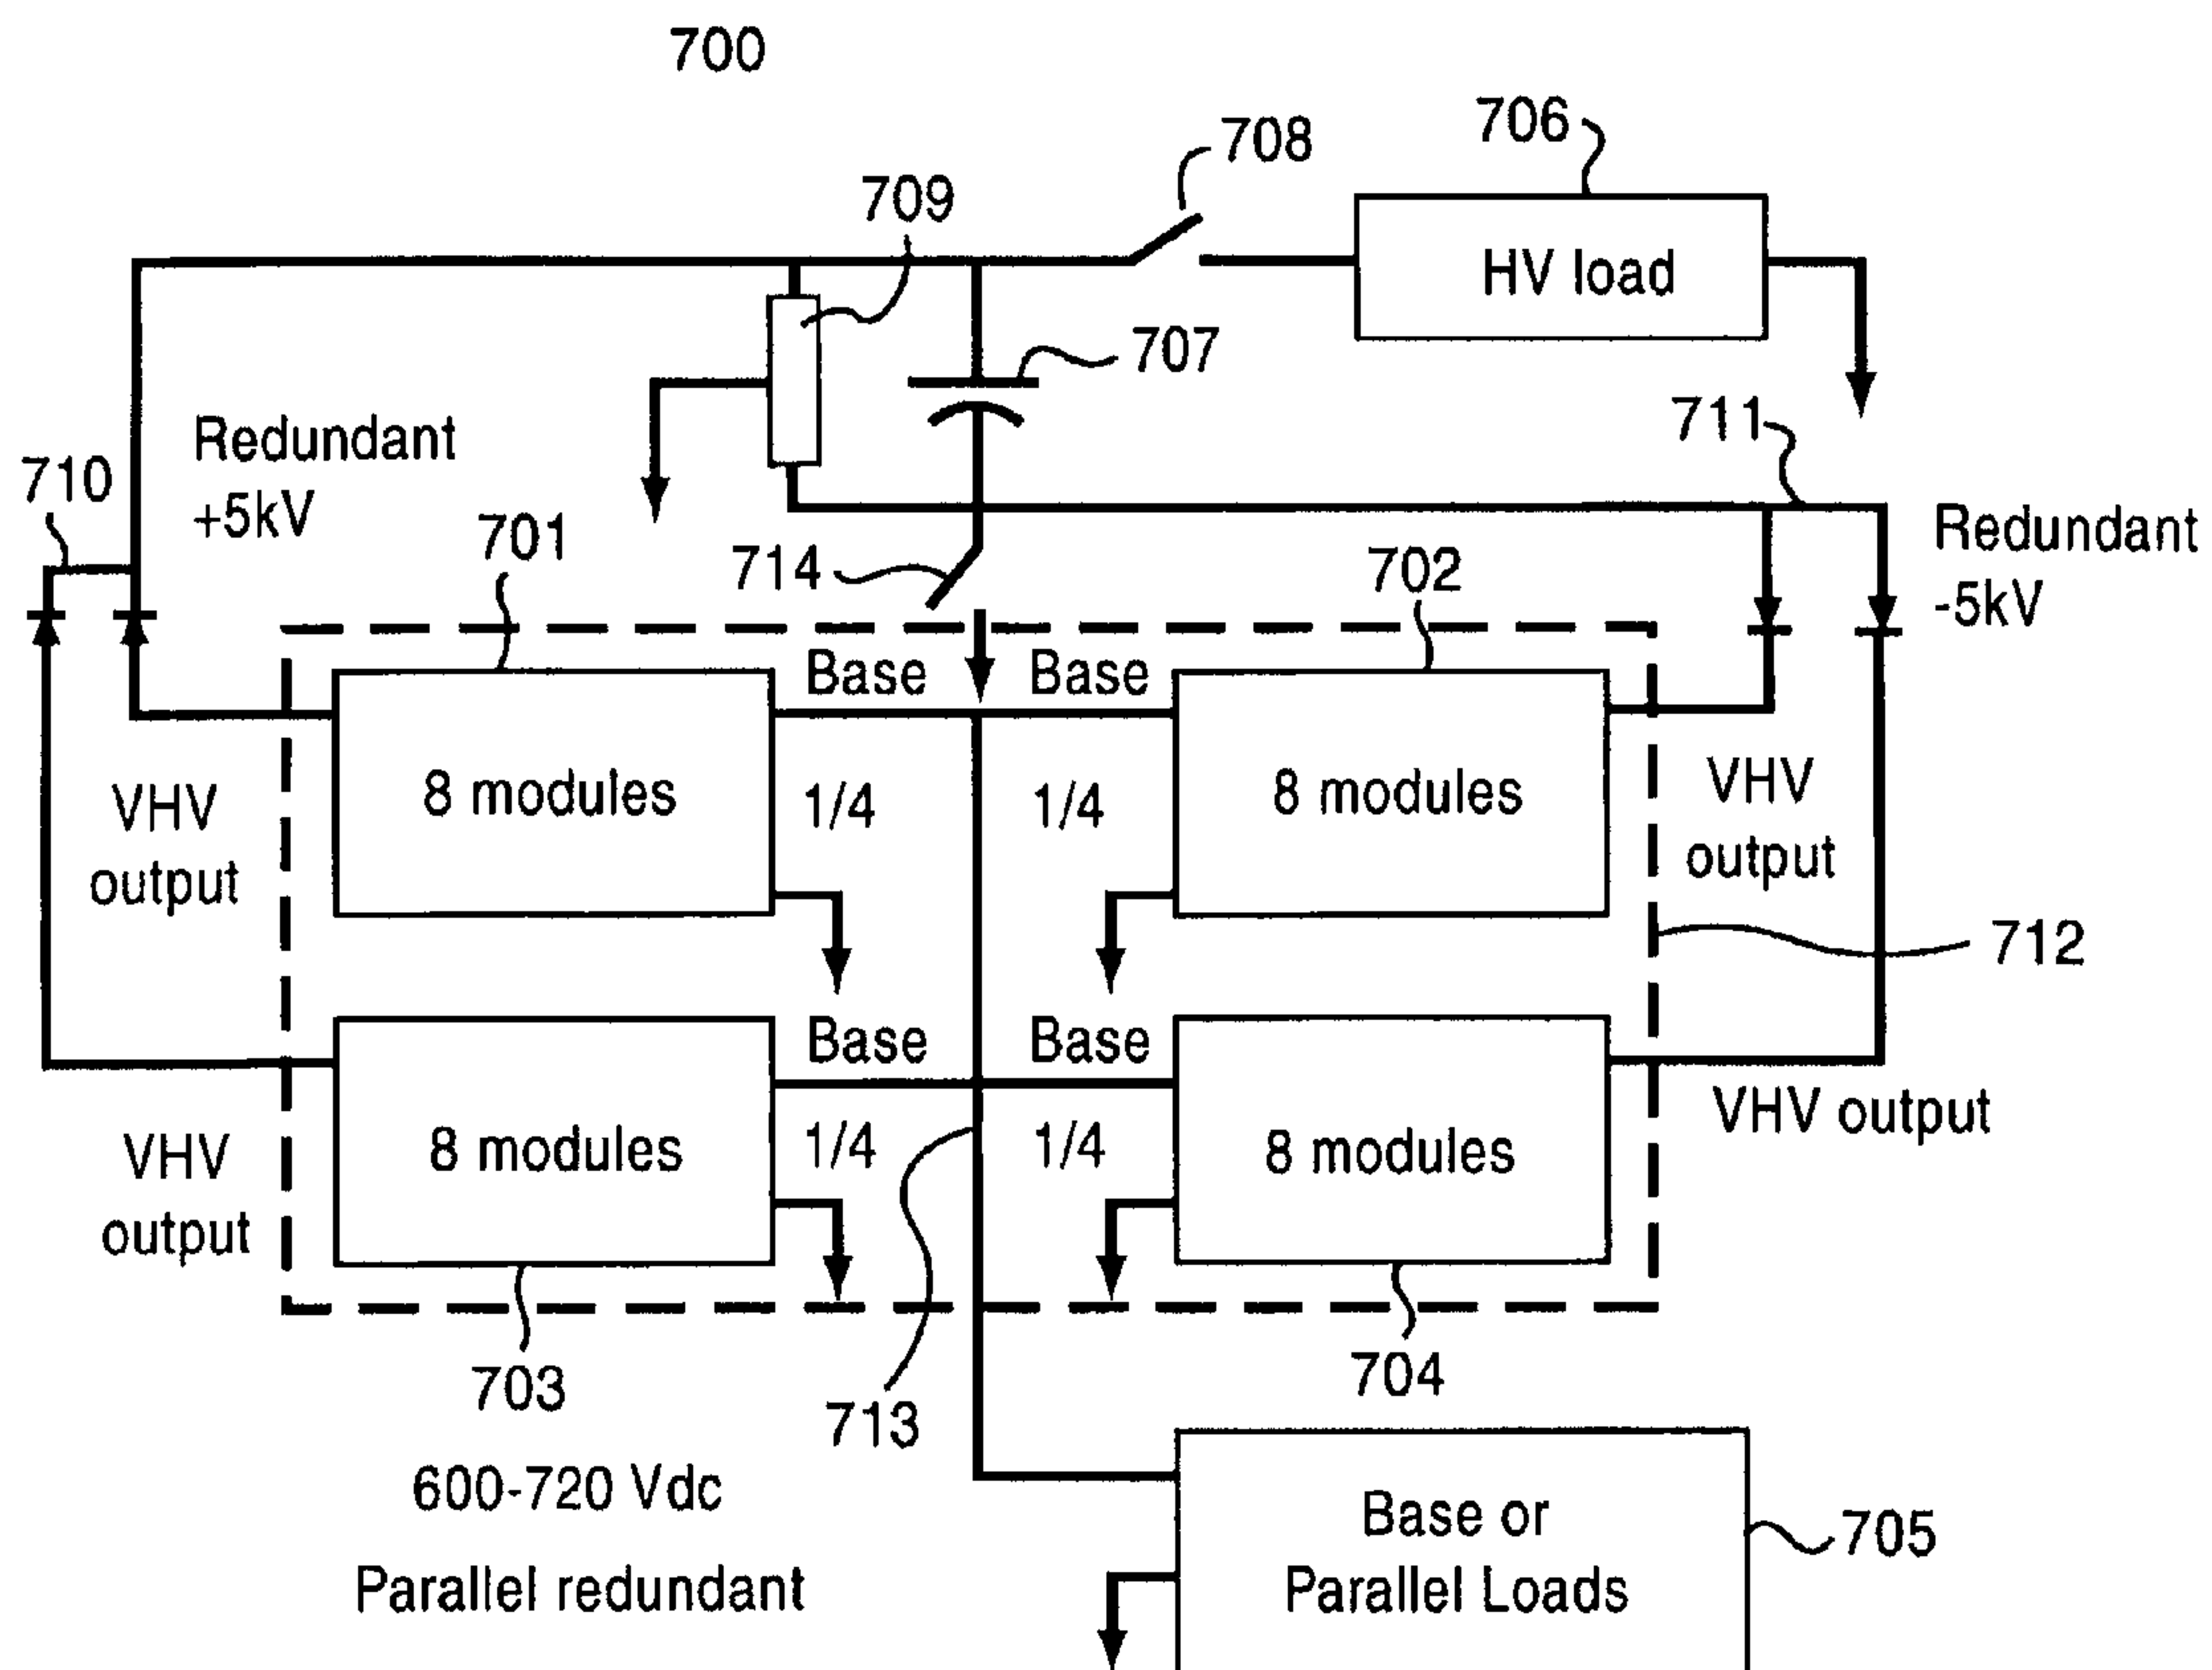 700
706
708
709
HV load
707
711
Redundant
+5kV
710
701
Redundant
-5kV
714
702
Base
Base
8 modules
1/4
1/4
8 modules
VHV
output
VHV
output
712
Base
Base
8 modules
1/4
1/4
8 modules
VHV output
VHV
output
703
713
704
600-720 Vdc
Parallel redundant
Base or
Parallel Loads
705